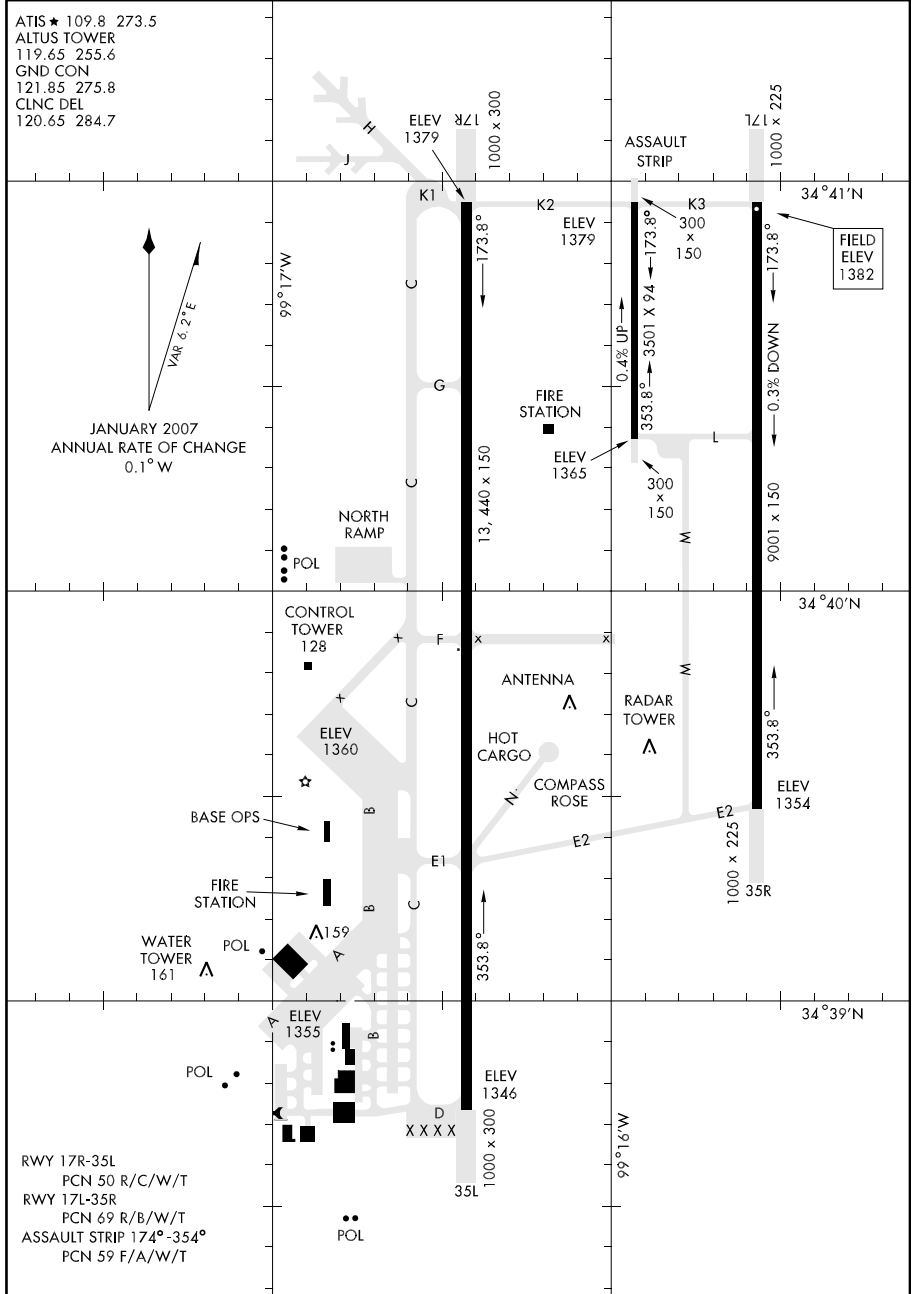 ATIS ★ 109.8 273.5
ALTUS TOWER
119.65 255.6
GND CON
121.85 275.8
CLNC DEL
120.65 284.7
H
J
ELEV
1379
17R
1000 x 300
ASSAULT
STRIP
17L
1000 x 225
34°41'N
K1
K2
K3
ELEV
1379
300
x
150
FIELD
ELEV
1382
173.8°
173.8°
173.8°
99°17'W
VAR 6.2°E
JANUARY 2007
ANNUAL RATE OF CHANGE
0.1° W
C
G
0.4% UP
353.8°
3501 X 94
0.3% DOWN
FIRE
STATION
ELEV
1365
L
300
x
150
C
13, 440 x 150
9001 x 150
NORTH
RAMP
POL
M
34°40'N
CONTROL
TOWER
128
X
F
x
x
M
X
C
ANTENNA
RADAR
TOWER
353.8°
ELEV
1360
HOT
CARGO
COMPASS
ROSE
N
ELEV
1354
BASE OPS
B
E1
E2
E2
1000 x 225
35R
FIRE
STATION
B
C
353.8°
159
A
WATER
TOWER
161
POL
34°39'N
A
ELEV
1355
B
POL
ELEV
1346
D
X X X X
1000 x 300
35L
99°16'W
RWY 17R-35L
PCN 50 R/C/W/T
RWY 17L-35R
PCN 69 R/B/W/T
ASSAULT STRIP 174°-354°
PCN 59 F/A/W/T
POL